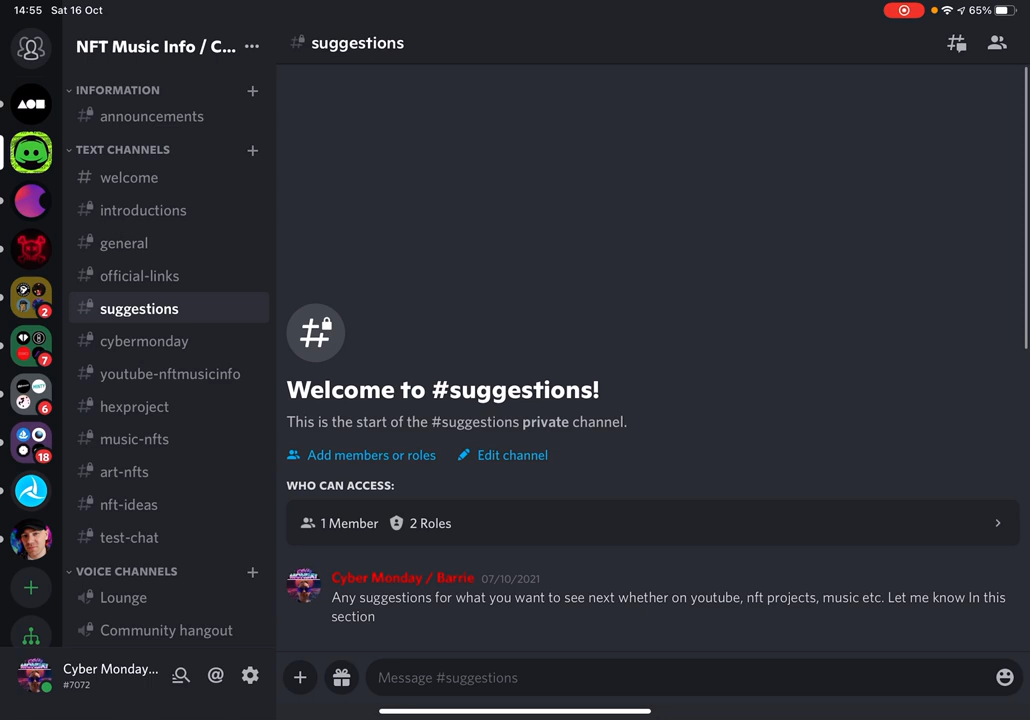 14:55 Sat 16 Oct
65%
NFT Music Info / C... ...
INFORMATION
announcements
TEXT CHANNELS
welcome
introductions
general
official-links
suggestions
cybermonday
youtube-nftmusicinfo
hexproject
music-nfts
art-nfts
nft-ideas
test-chat
VOICE CHANNELS
Lounge
Community hangout
2
7
6
18
Cyber Monday...
#7072
suggestions
Welcome to #suggestions!
This is the start of the #suggestions private channel.
Add members or roles Edit channel
WHO CAN ACCESS:
1 Member 2 Roles
Cyber Monday / Barrie 07/10/2021
Any suggestions for what you want to see next whether on youtube, nft projects, music etc. Let me know In this
section
Message #suggestions